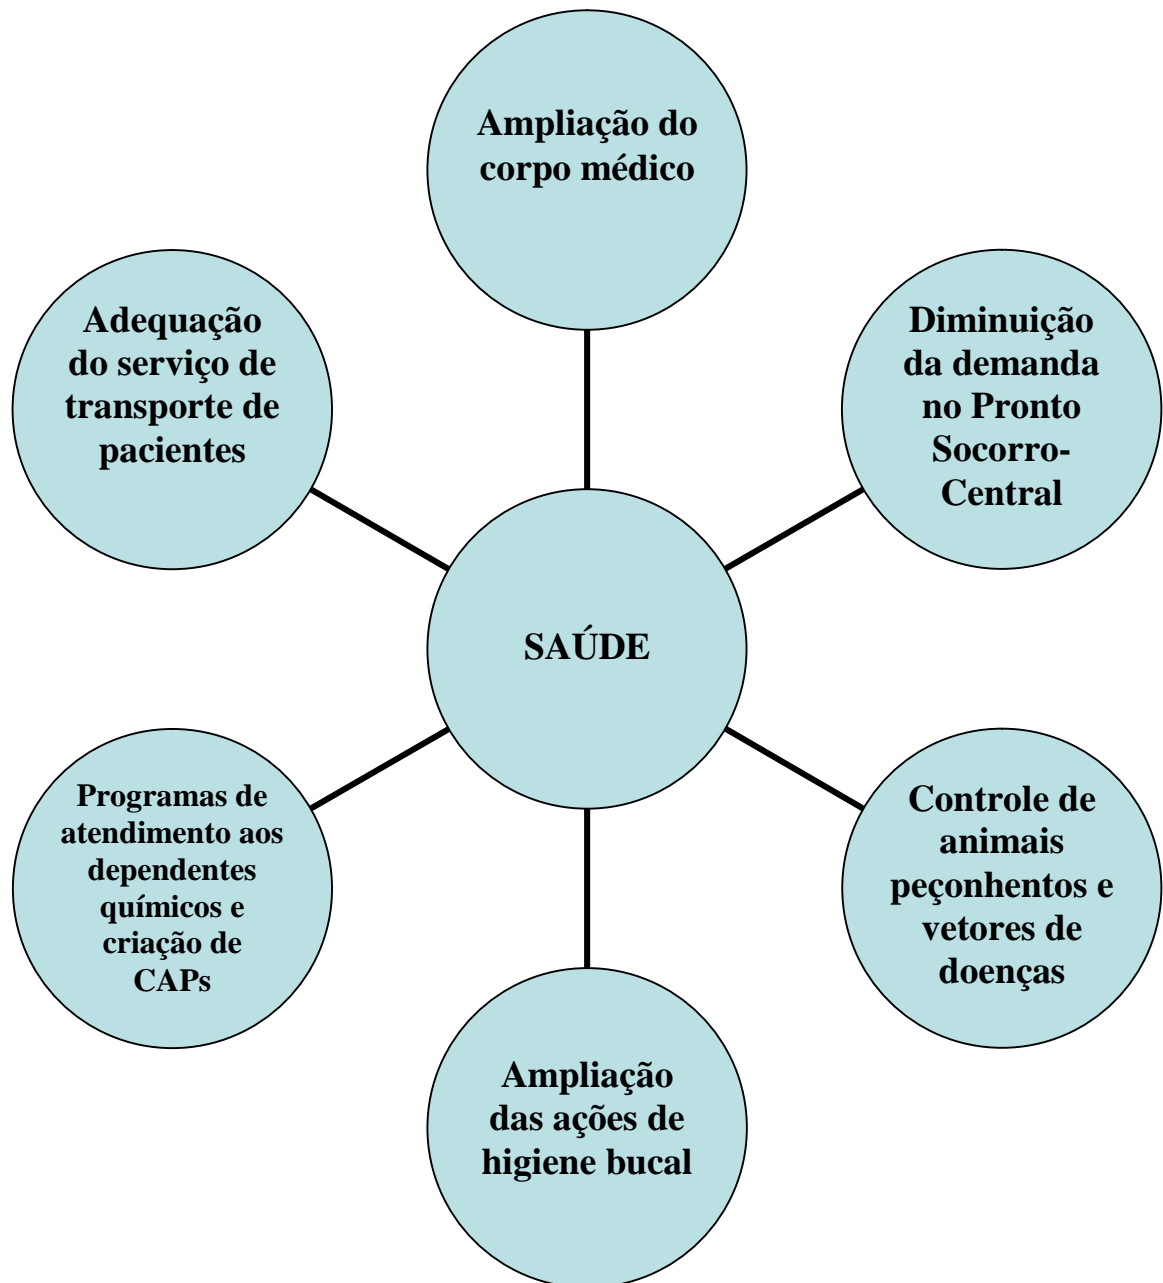 Ampliação do
corpo médico
Adequação
do serviço de
transporte de
pacientes
Diminuição
da demanda
no Pronto
Socorro-
Central
SAÚDE
Programas de
atendimento aos
dependentes
químicos e
criação de
CAPs
Controle de
animais
peçonhentos e
vetores de
doenças
Ampliação
das ações de
higiene bucal